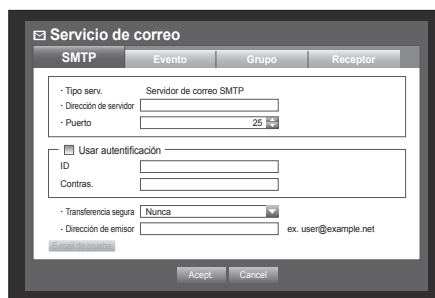 Servicio de correo
SMTP Evento Grupo Receptor
· Tipo serv. Servidor de correo SMTP
· Dirección de servidor
· Puerto 25
Usar autentificación
ID
Contras.
· Transferencia segura Nunca
· Dirección de emisor ex. user@example.net
E-mail de prueba
Acept. Cancel